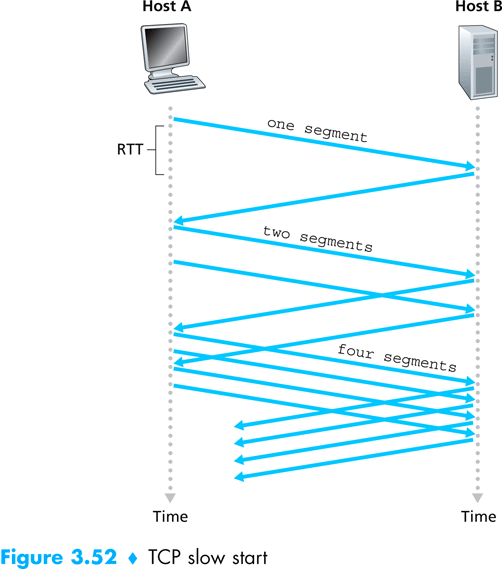 Host A
Host B
one segment
RTT
two segments
four segments
Time
Time
Figure 3.52 ♦ TCP slow start